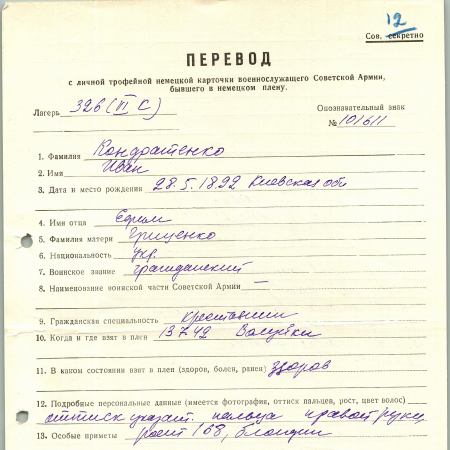 12
Сов. секретно
ПЕРЕВОД
с личной трофейной немецкой карточки военнослужащего Советской Армии,
бывшего в немецком плену.
Лагерь 326 (VI C) Опознавательный знак
№ 101611
1. Фамилия Кондратенко
2. Имя Иван
3. Дата и место рождения 28.5.1892 Киевская обл
4. Имя отца Ефим
5. Фамилия матери Гриценко
6. Национальность укр.
7. Воинское звание гражданский
8. Наименование воинской части Советской Армии —
9. Гражданская специальность крестьянин
10. Когда и где взят в плен 13.7.42 Валуйки
11. В каком состоянии взят в плен (здоров, болен, ранен) здоров
12. Подробные персональные данные (имеется фотография, оттиск пальцев, рост, цвет волос)
оттиск указат. пальца правой руки,
13. Особые приметы рост 168, блондин